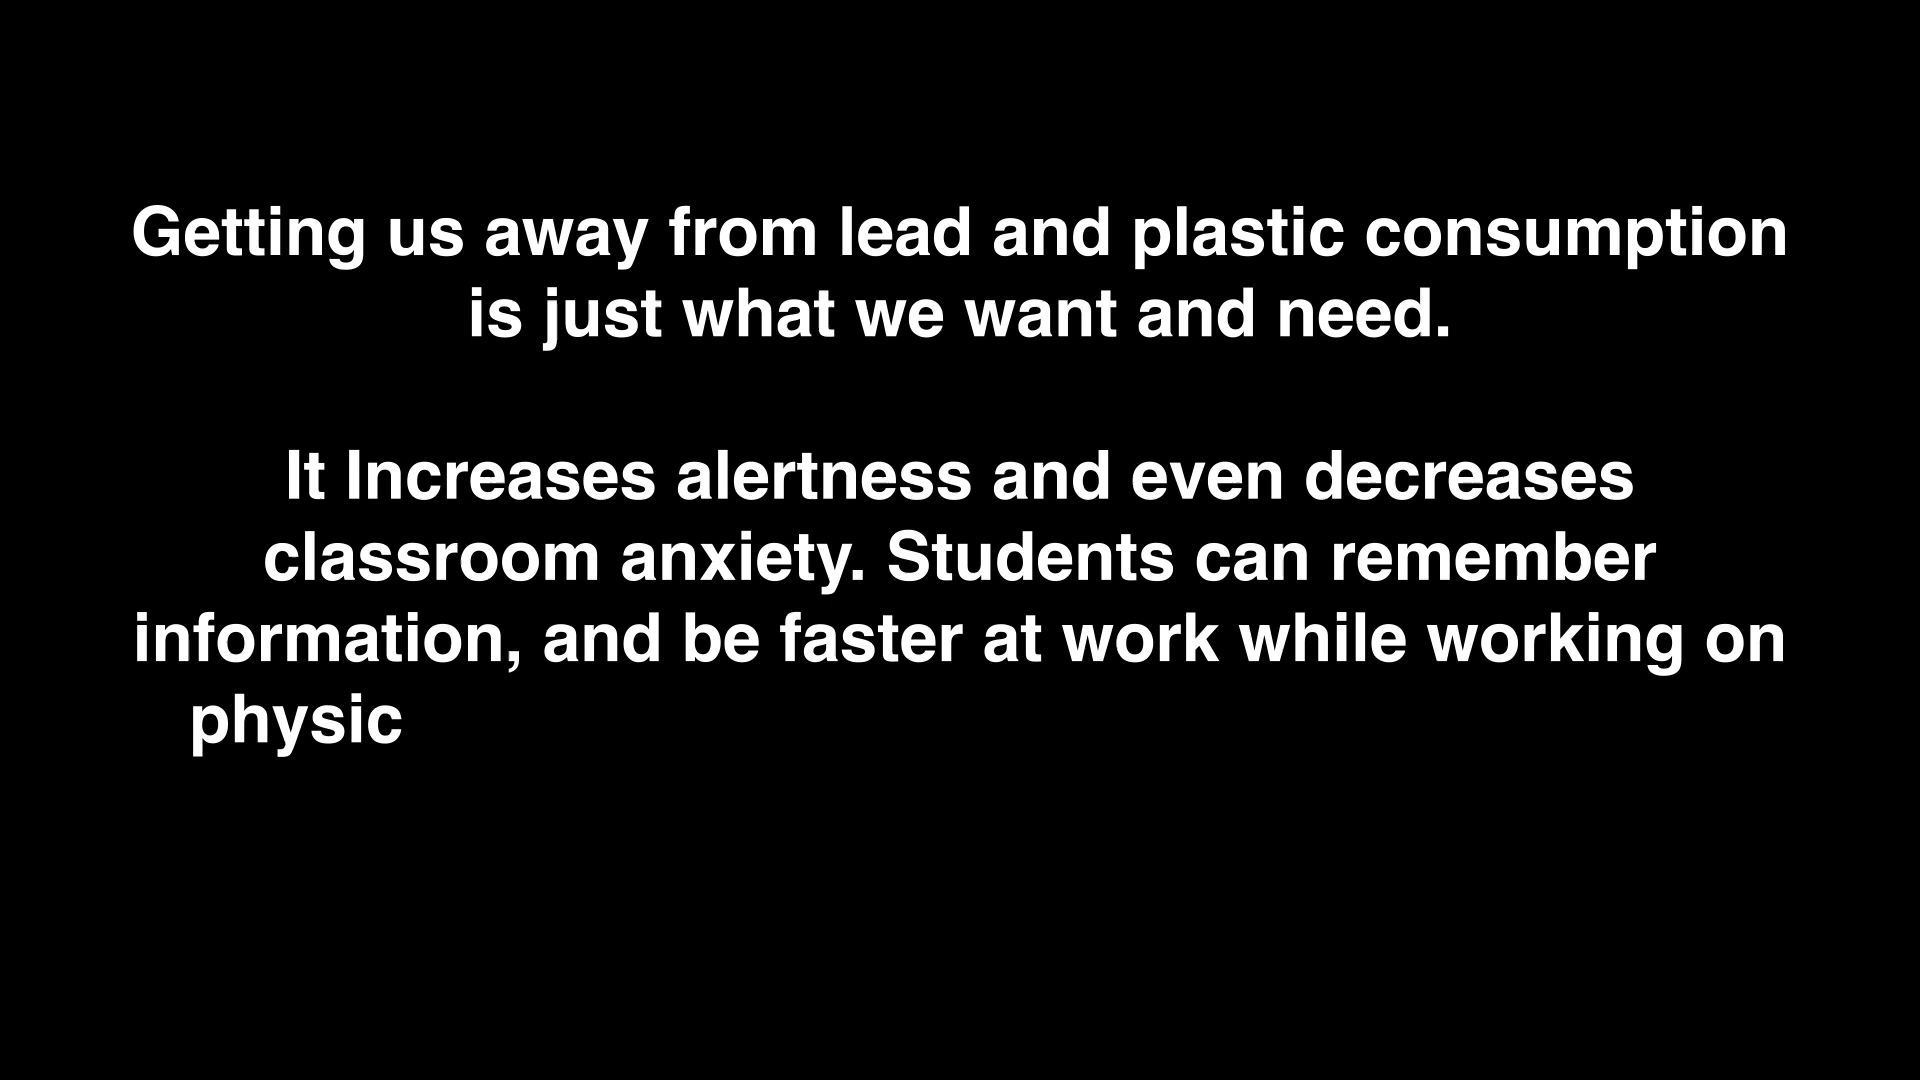 Getting us away from lead and plastic consumption
is just what we want and need.
It Increases alertness and even decreases
classroom anxiety. Students can remember
information, and be faster at work while working on
physic